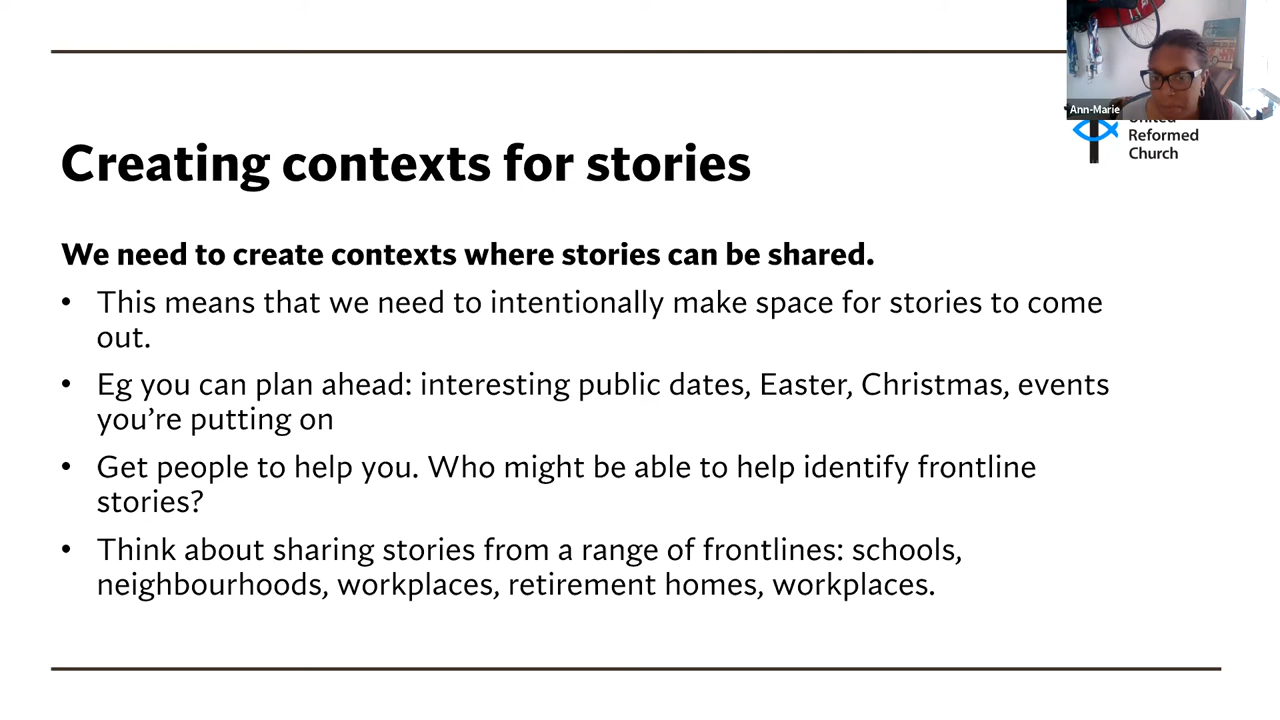 Ann-Marie
United
Reformed
Church
Creating contexts for stories
We need to create contexts where stories can be shared.
• This means that we need to intentionally make space for stories to come
out.
• Eg you can plan ahead: interesting public dates, Easter, Christmas, events
you’re putting on
• Get people to help you. Who might be able to help identify frontline
stories?
• Think about sharing stories from a range of frontlines: schools,
neighbourhoods, workplaces, retirement homes, workplaces.